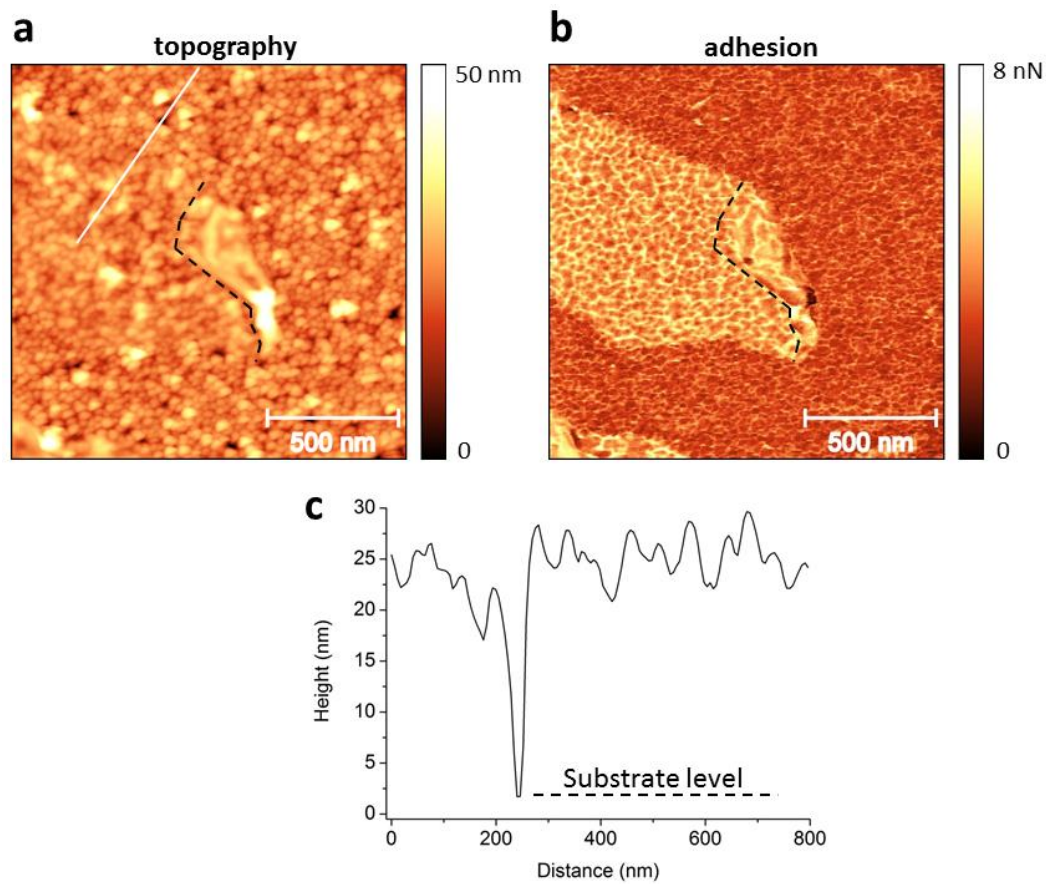 a
topography
50 nm
0
500 nm
b
adhesion
8 nN
0
500 nm
c
30
25
20
15
10
5
0
Height (nm)
Substrate level
0
200
400
600
800
Distance (nm)